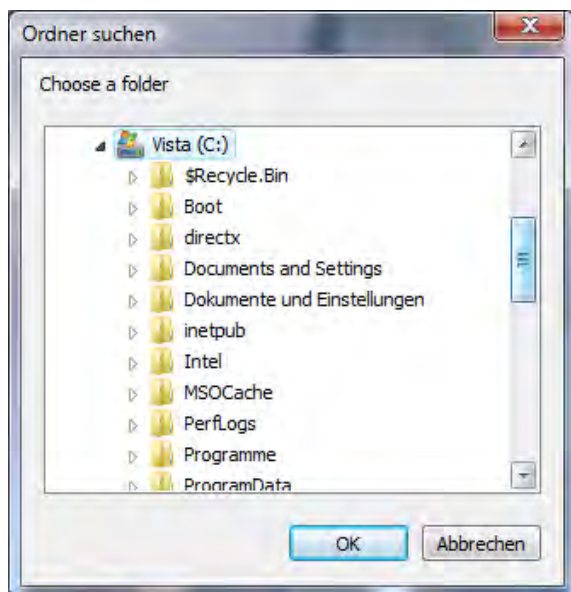 Ordner suchen
Choose a folder
Vista (C:)
$Recycle.Bin
Boot
directx
Documents and Settings
Dokumente und Einstellungen
inetpub
Intel
MSOCache
PerfLogs
Programme
ProgramData
OK Abbrechen